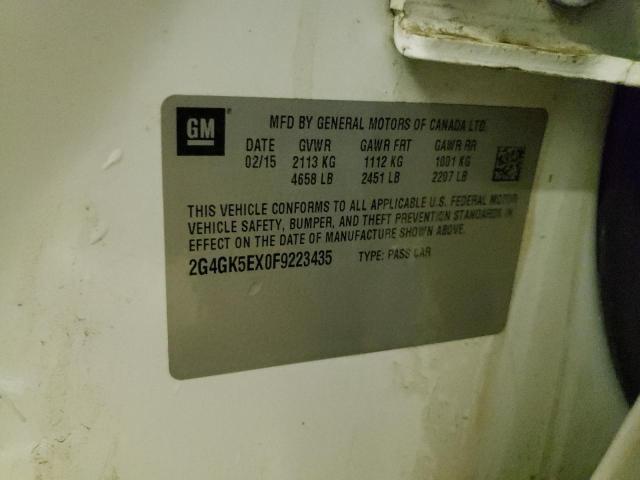 GM
MFD BY GENERAL MOTORS OF CANADA LTD.
DATE GVWR GAWR FRT GAWR RR
02/15 2113 KG 1112 KG 1001 KG
4658 LB 2451 LB 2207 LB
THIS VEHICLE CONFORMS TO ALL APPLICABLE U.S. FEDERAL MOTOR
VEHICLE SAFETY, BUMPER, AND THEFT PREVENTION STANDARDS IN
EFFECT ON THE DATE OF MANUFACTURE SHOWN ABOVE.
2G4GK5EX0F9223435 TYPE: PASS CAR